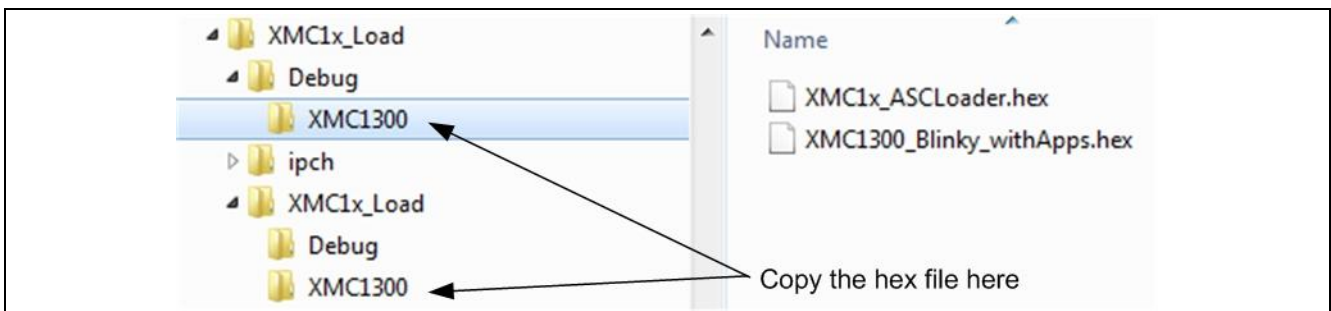 XMC1x_Load
Debug
XMC1300
ipch
XMC1x_Load
Debug
XMC1300
Name
XMC1x_ASCLoader.hex
XMC1300_Blinky_withApps.hex
Copy the hex file here